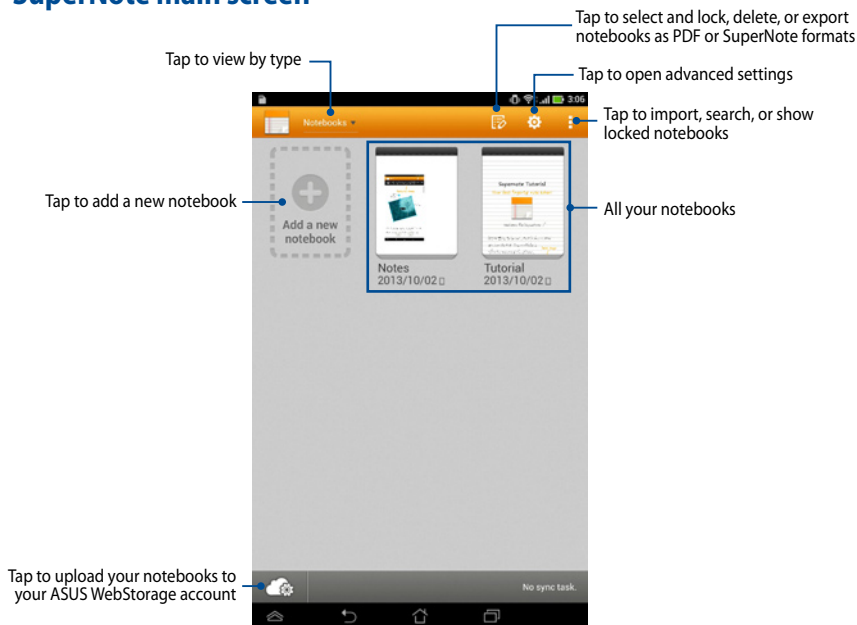 SuperNote main screen
Tap to select and lock, delete, or export
notebooks as PDF or SuperNote formats
Tap to view by type
Tap to open advanced settings
3:06
Notebooks
Tap to import, search, or show
locked notebooks
Tap to add a new notebook
Add a new
notebook
Supernote Tutorial
All your notebooks
Notes
2013/10/02
Tutorial
2013/10/02
Tap to upload your notebooks to
your ASUS WebStorage account
No sync task.